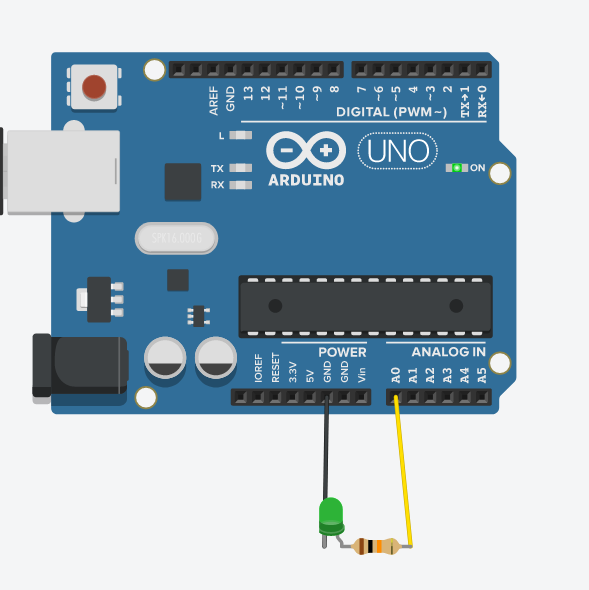 AREF
GND
13
12
~11
~10
~9
8
7
~6
~5
4
~3
2
TX→1
RX←0
DIGITAL (PWM~)
L
TX
RX
ARDUINO
UNO
ON
POWER
ANALOG IN
IOREF
RESET
3.3V
5V
GND
GND
Vin
A0
A1
A2
A3
A4
A5